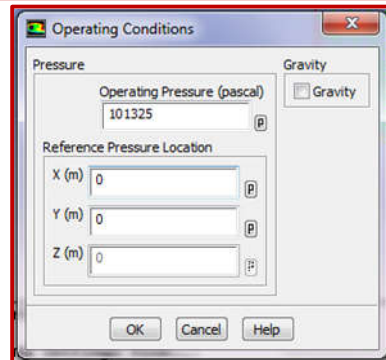 Operating Conditions
Pressure
Gravity
Operating Pressure (pascal)
Gravity
101325
P
Reference Pressure Location
X (m) 0
P
Y (m) 0
P
Z (m) 0
OK Cancel Help